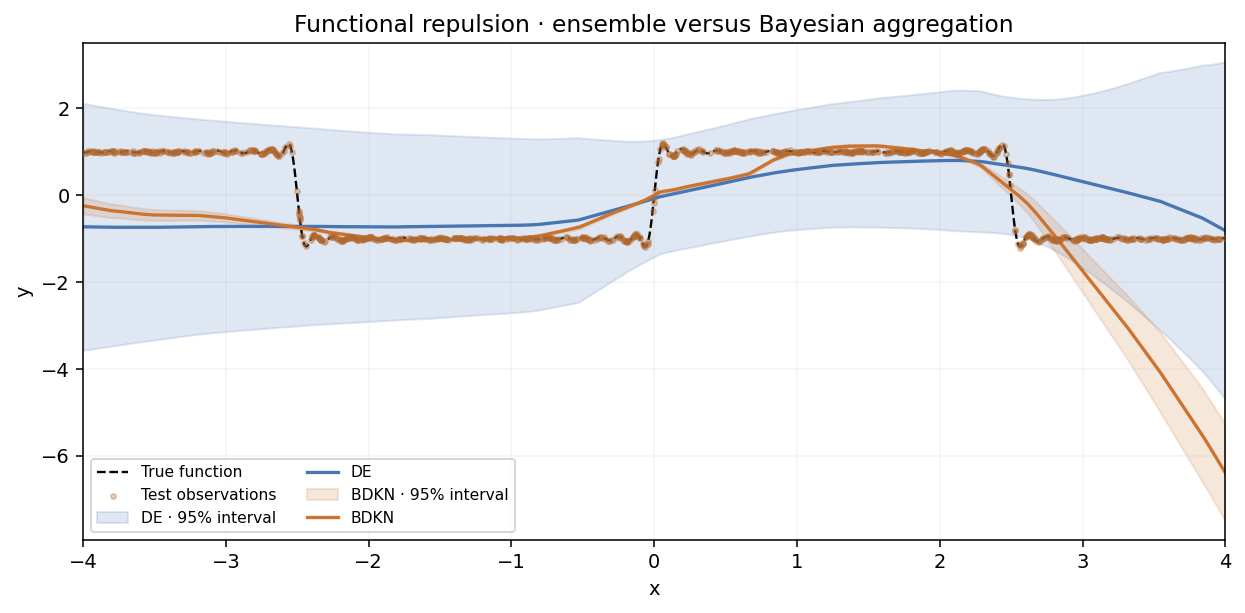 Functional repulsion · ensemble versus Bayesian aggregation
y
2
0
−2
−4
−6
True function
Test observations
DE · 95% interval
DE
BDKN · 95% interval
BDKN
−4 −3 −2 −1 0 1 2 3 4
x